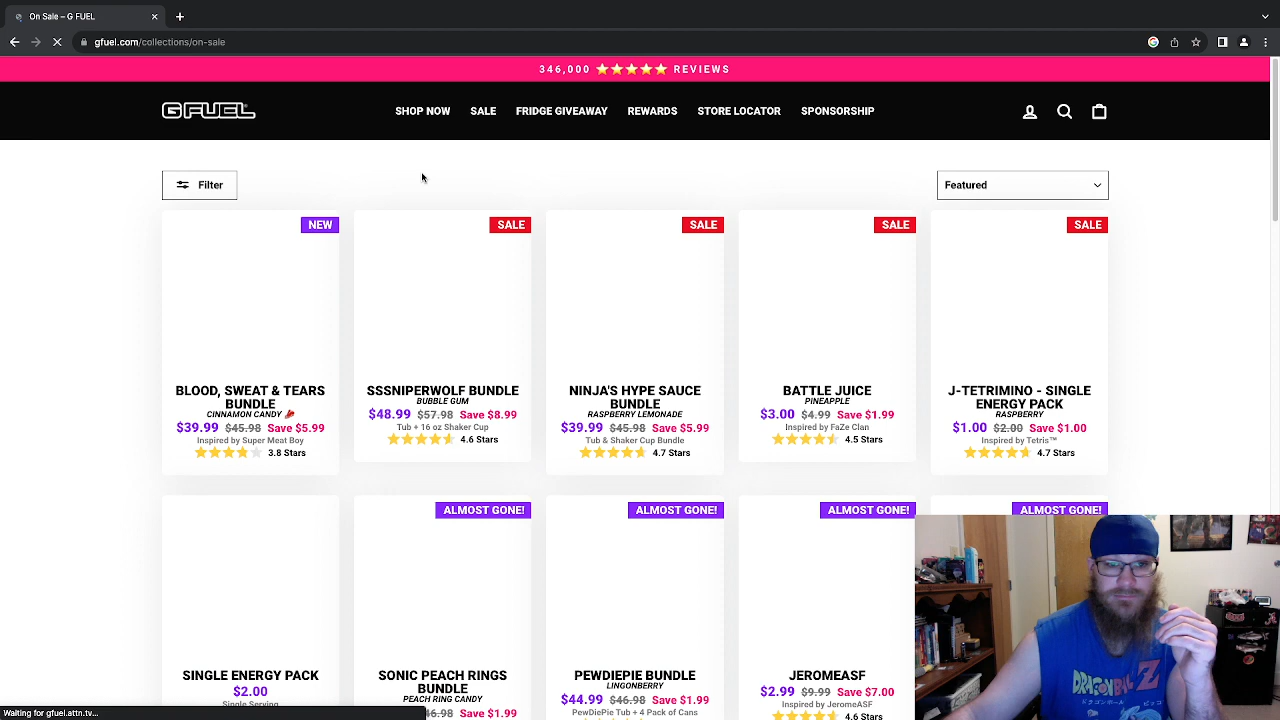 On Sale – G FUEL
gfuel.com/collections/on-sale
346,000 ⭐⭐⭐⭐⭐ REVIEWS
GFUEL
SHOP NOW SALE FRIDGE GIVEAWAY REWARDS STORE LOCATOR SPONSORSHIP
Filter
Featured
NEW
BLOOD, SWEAT & TEARS
BUNDLE
CINNAMON CANDY 🌶️
$39.99 $45.98 Save $5.99
Inspired by Super Meat Boy
3.8 Stars
SALE
SSSNIPERWOLF BUNDLE
BUBBLE GUM
$48.99 $57.98 Save $8.99
Tub + 16 oz Shaker Cup
4.6 Stars
SALE
NINJA'S HYPE SAUCE
BUNDLE
RASPBERRY LEMONADE
$39.99 $45.98 Save $5.99
Tub & Shaker Cup Bundle
4.7 Stars
SALE
BATTLE JUICE
PINEAPPLE
$3.00 $4.99 Save $1.99
Inspired by FaZe Clan
4.5 Stars
SALE
J-TETRIMINO - SINGLE
ENERGY PACK
RASPBERRY
$1.00 $2.00 Save $1.00
Inspired by Tetris™
4.7 Stars
SINGLE ENERGY PACK
$2.00
Single Serving
ALMOST GONE!
SONIC PEACH RINGS
BUNDLE
PEACH RING CANDY
46.98 Save $1.99
ALMOST GONE!
PEWDIEPIE BUNDLE
LINGONBERRY
$44.99 $46.98 Save $1.99
PewDiePie Tub + 4 Pack of Cans
ALMOST GONE!
JEROMEASF
$2.99 $9.99 Save $7.00
Inspired by JeromeASF
4.6 Stars
ALMOST GONE!
Waiting for gfuel.attn.tv...
DRAGONBALL Z